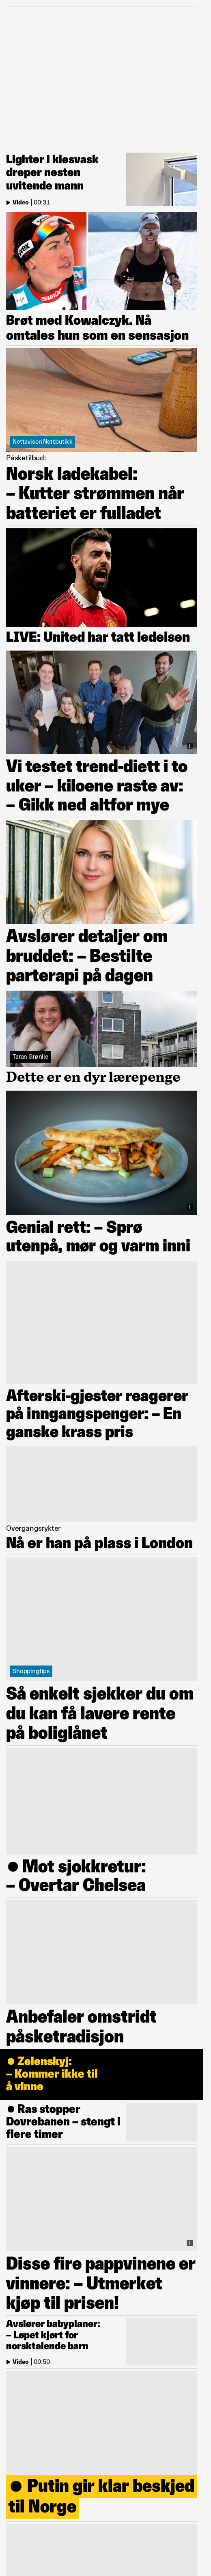 Lighter i klesvask
dreper nesten
uvitende mann
Video | 00:31
Brøt med Kowalczyk. Nå
omtales hun som en sensasjon
Nettavisen Nettbutikk
Påsketilbud:
Norsk ladekabel:
– Kutter strømmen når
batteriet er fulladet
LIVE: United har tatt ledelsen
Vi testet trend-diett i to
uker – kiloene raste av:
– Gikk ned altfor mye
Avslører detaljer om
bruddet: – Bestilte
parterapi på dagen
Taran Grønlie
Dette er en dyr lærepenge
Genial rett: – Sprø
utenpå, mør og varm inni
Afterski-gjester reagerer
på inngangspenger: – En
ganske krass pris
Overgangsrykter
Nå er han på plass i London
Shoppingtips
Så enkelt sjekker du om
du kan få lavere rente
på boliglånet
● Mot sjokkretur:
– Overtar Chelsea
Anbefaler omstridt
påsketradisjon
● Zelenskyj:
– Kommer ikke til
å vinne
● Ras stopper
Dovrebanen – stengt i
flere timer
Disse fire pappvinene er
vinnere: – Utmerket
kjøp til prisen!
Avslører babyplaner:
– Løpet kjørt for
norsktalende barn
Video | 00:50
● Putin gir klar beskjed
til Norge